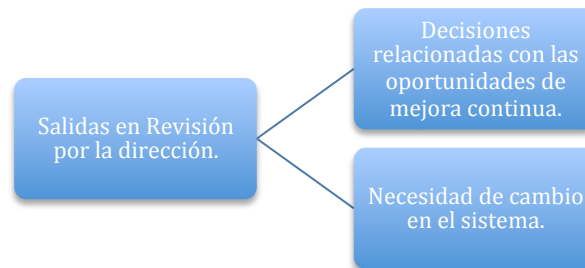 Salidas en Revisión
por la dirección.
Decisiones
relacionadas con las
oportunidades de
mejora continua.
Necesidad de cambio
en el sistema.